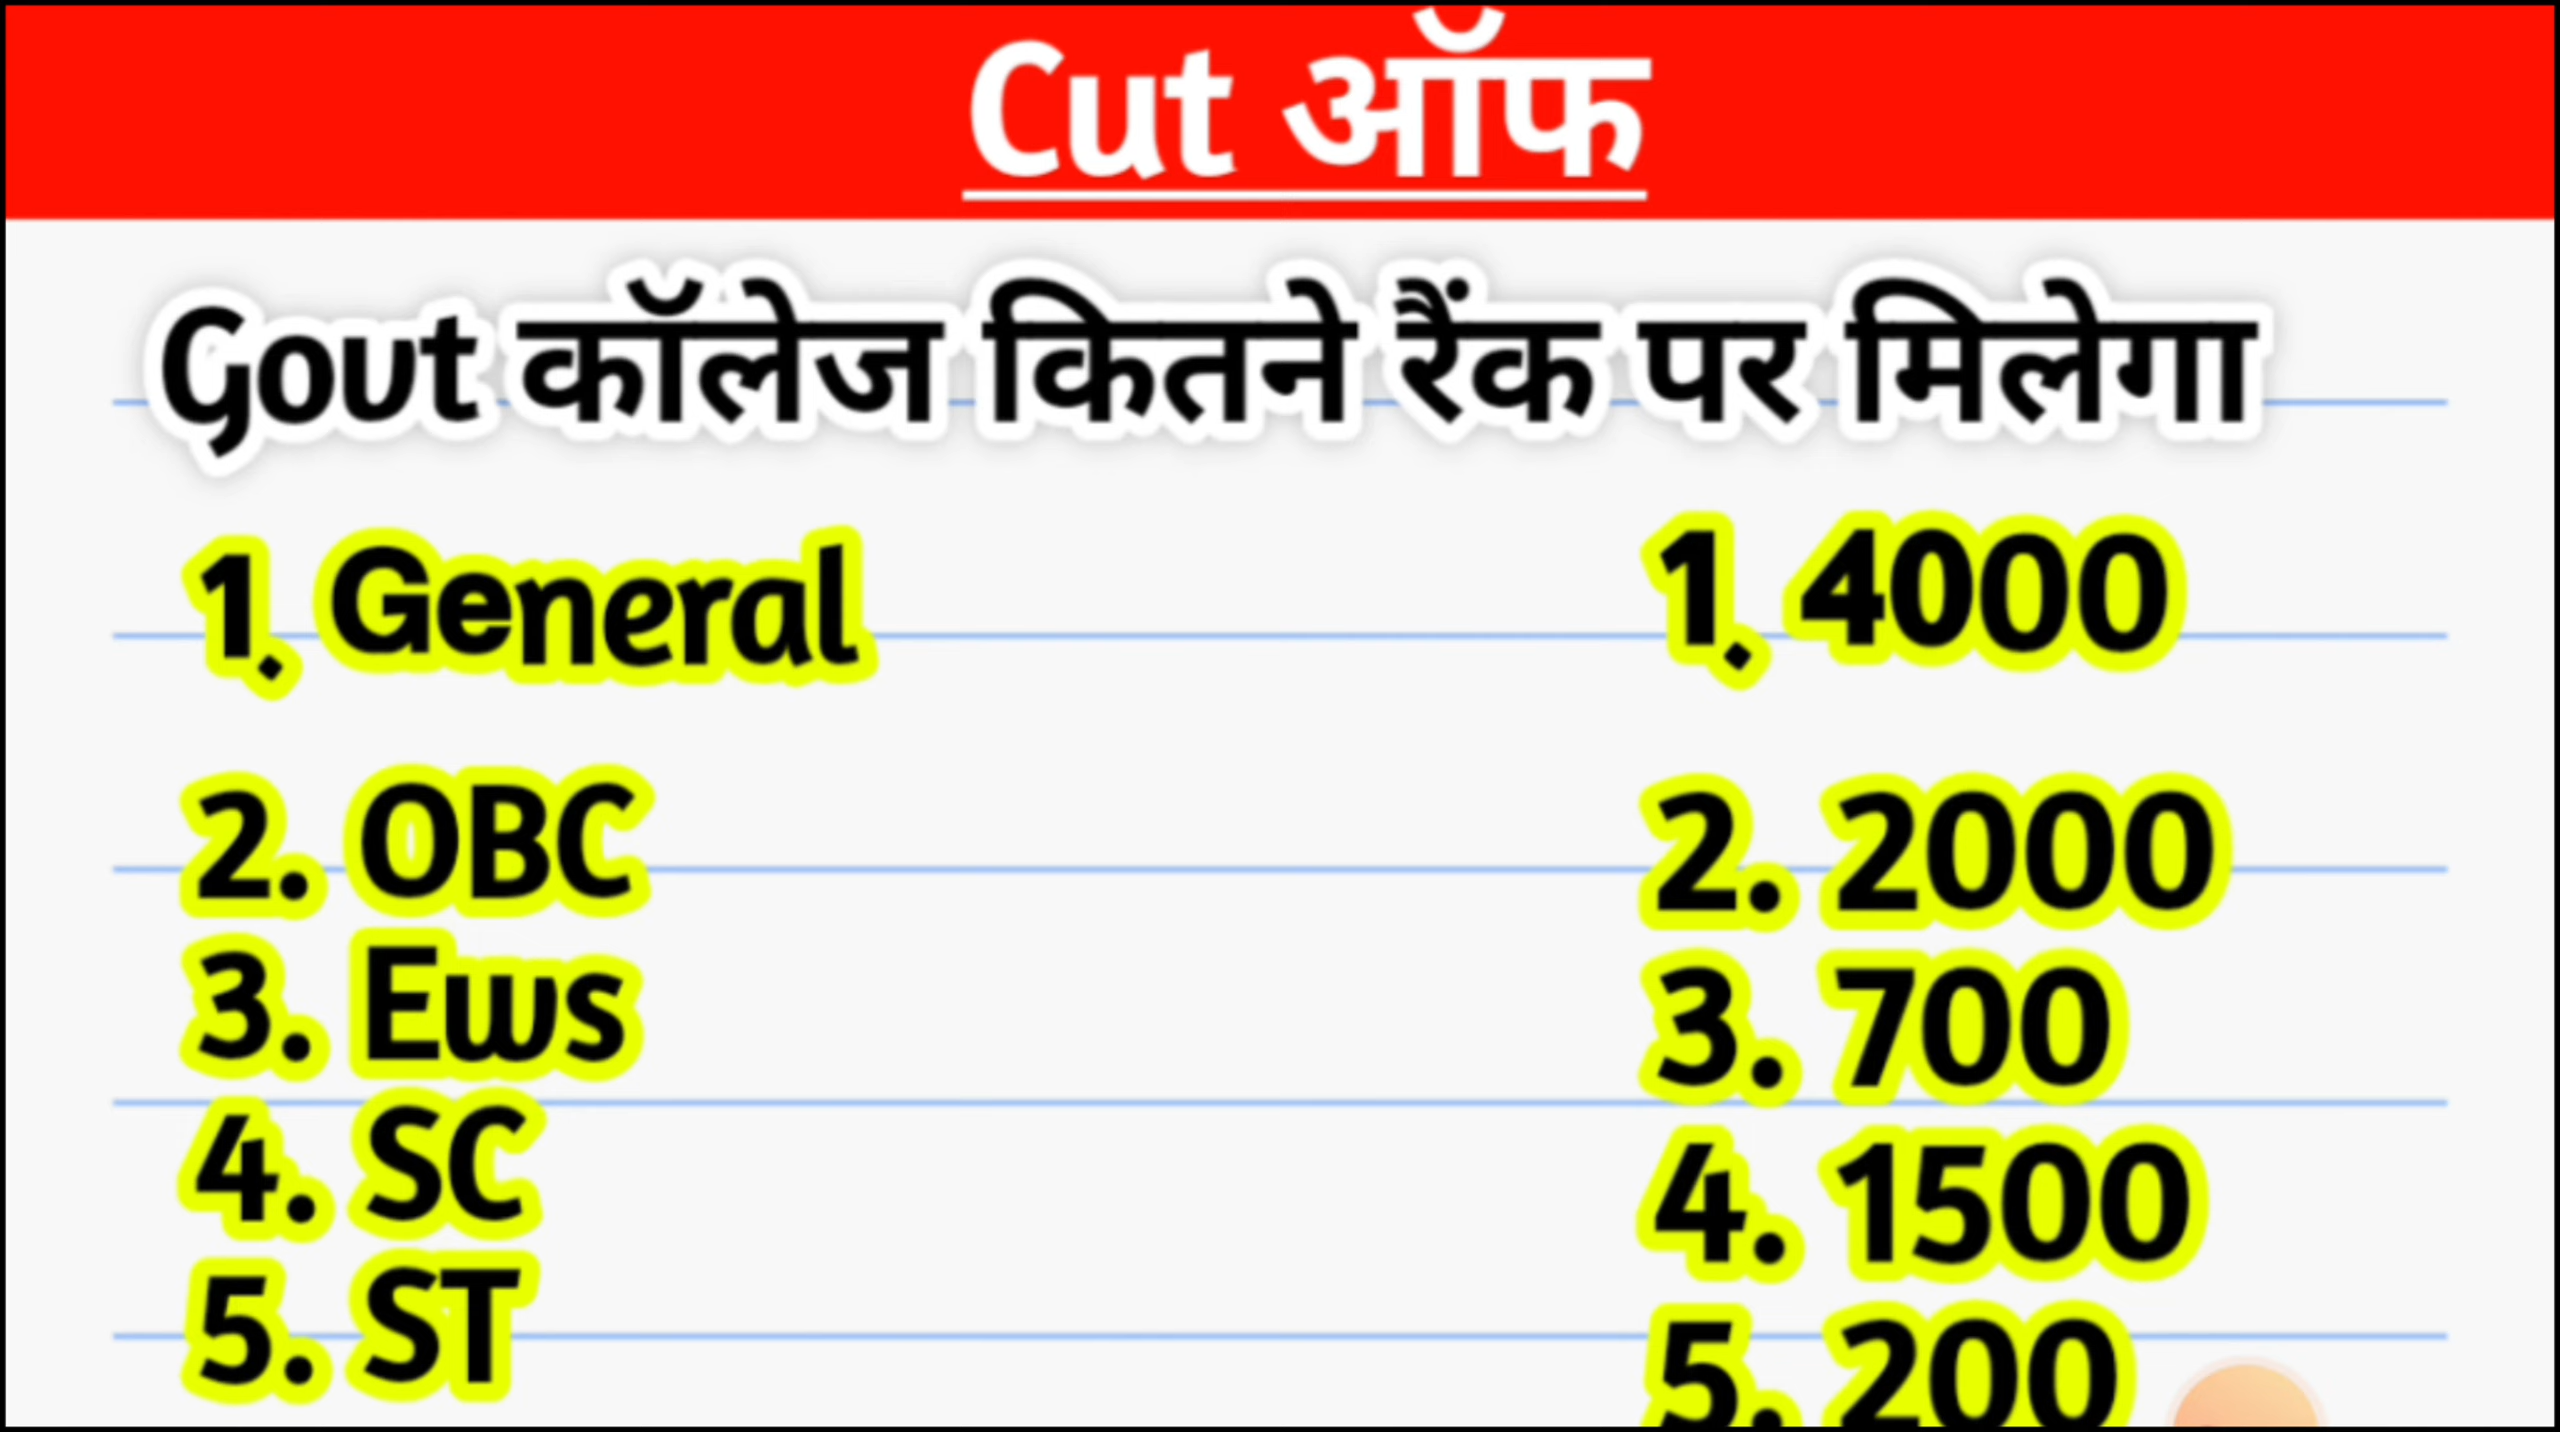 Cut ऑफ
Govt कॉलेज कितने रैंक पर मिलेगा
1. General
1. 4000
2. OBC
2. 2000
3. Ews
3. 700
4. SC
4. 1500
5. ST
5. 200